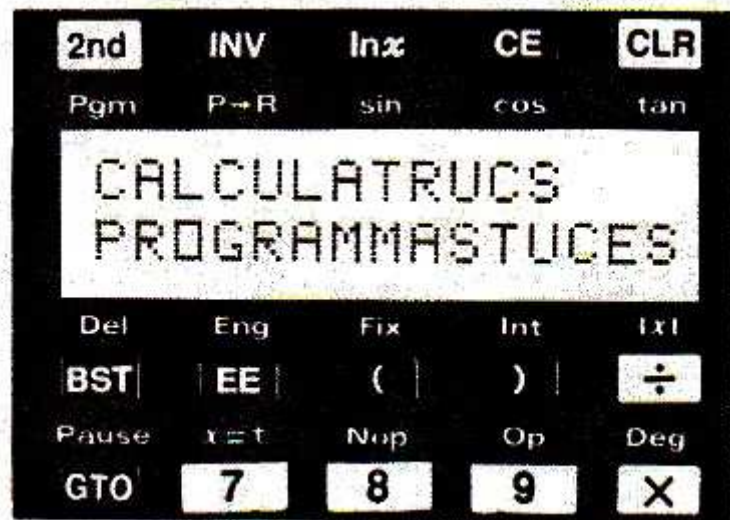 2nd INV lnx CE CLR
Pgm P→R sin cos tan
CALCULATRUCS
PROGRAMMASTUCES
Del Eng Fix Int |x|
BST EE ( ) ÷
Pause x=t Nop Op Deg
GTO 7 8 9 ×